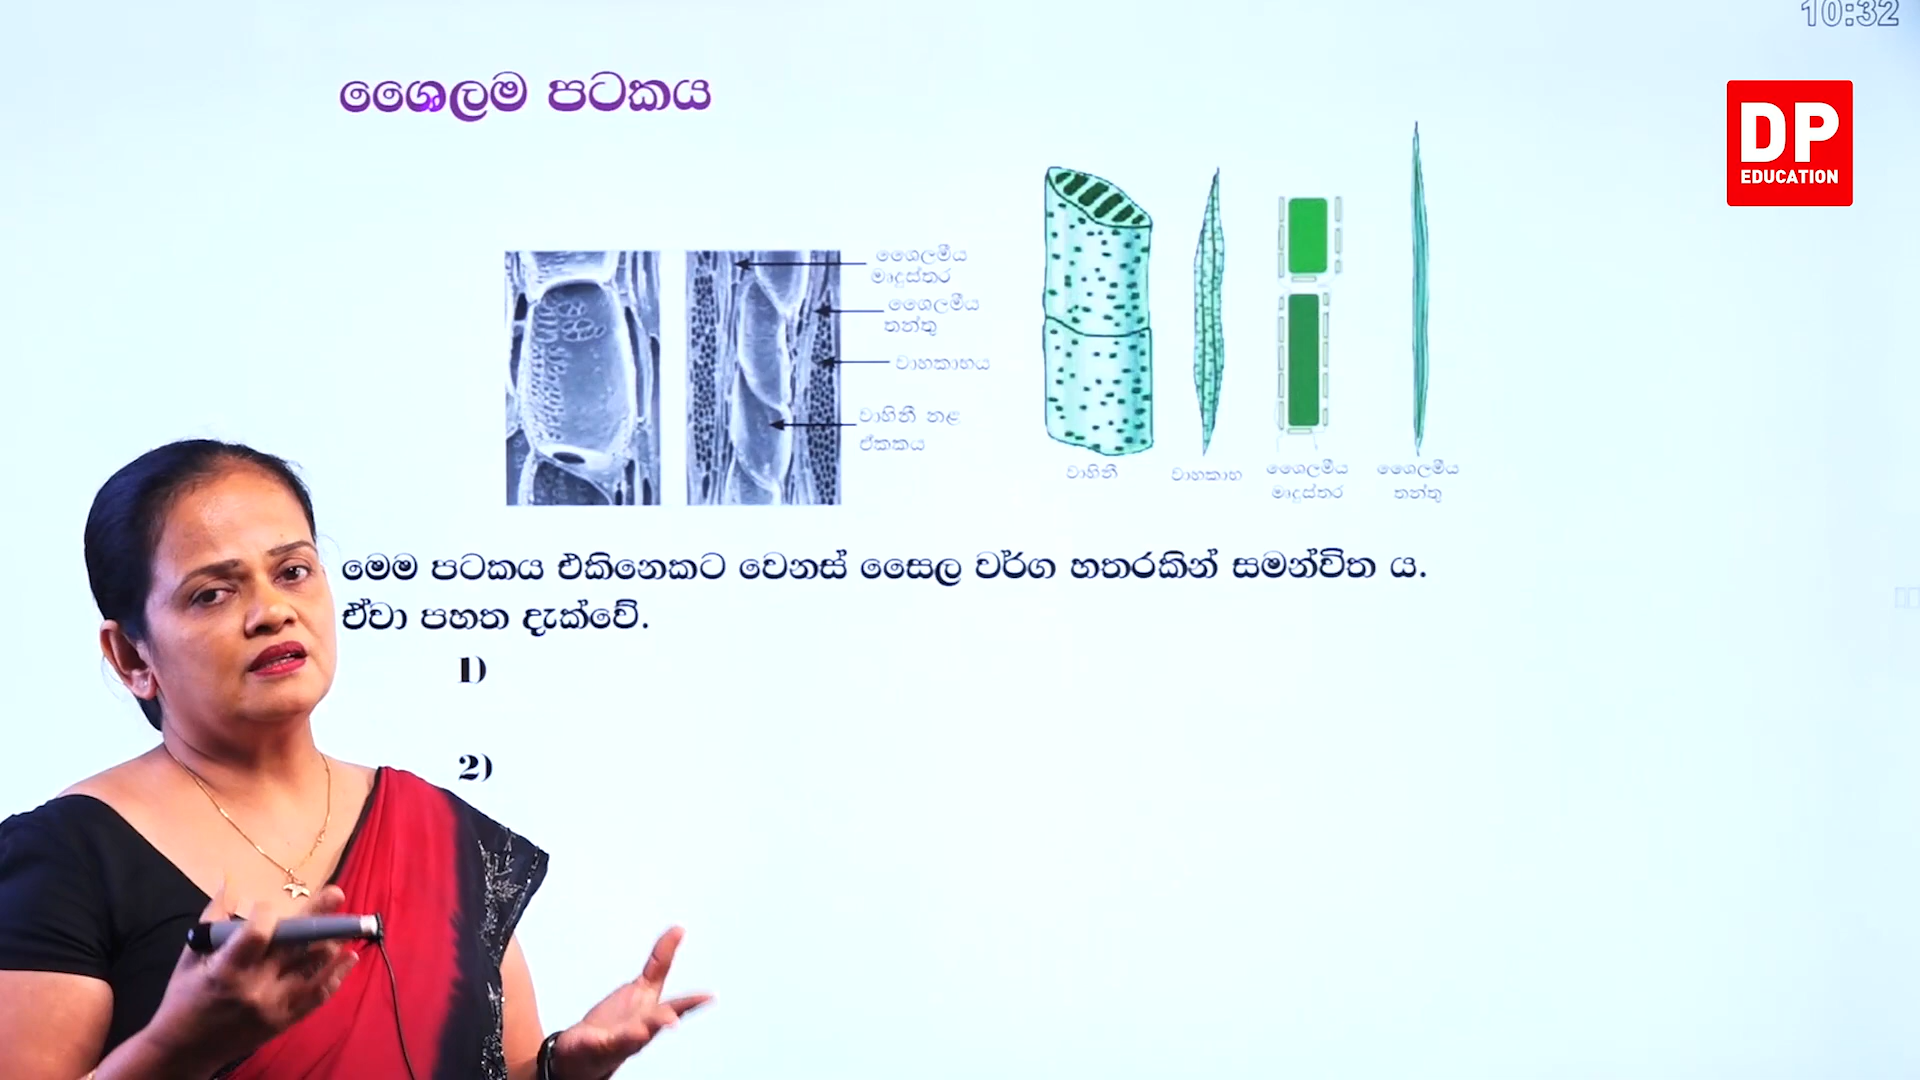 10:32
ශෛලම පටකය
DP
EDUCATION
ශෛලමීය
මෘදුස්තර
ශෛලමීය
තන්තු
වාහකාභය
වාහිනී නළ
ඒකකය
වාහිනී
වාහකාභ
ශෛලමීය
මෘදුස්තර
ශෛලමීය
තන්තු
මෙම පටකය එකිනෙකට වෙනස් සෛල වර්ග හතරකින් සමන්විත ය.
ඒවා පහත දැක්වේ.
1)
2)